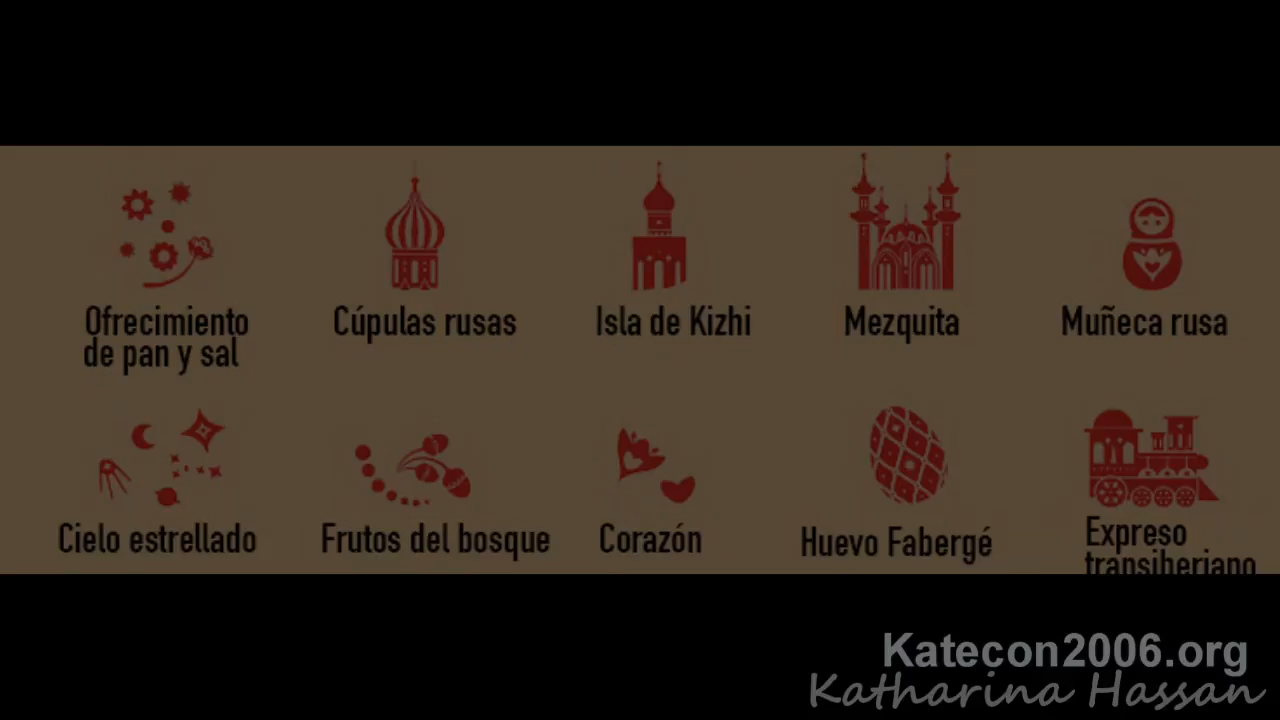 Ofrecimiento
de pan y sal
Cúpulas rusas
Isla de Kizhi
Mezquita
Muñeca rusa
Cielo estrellado
Frutos del bosque
Corazón
Huevo Fabergé
Expreso
transiberiano
Katecon2006.org
Katharina Hassan